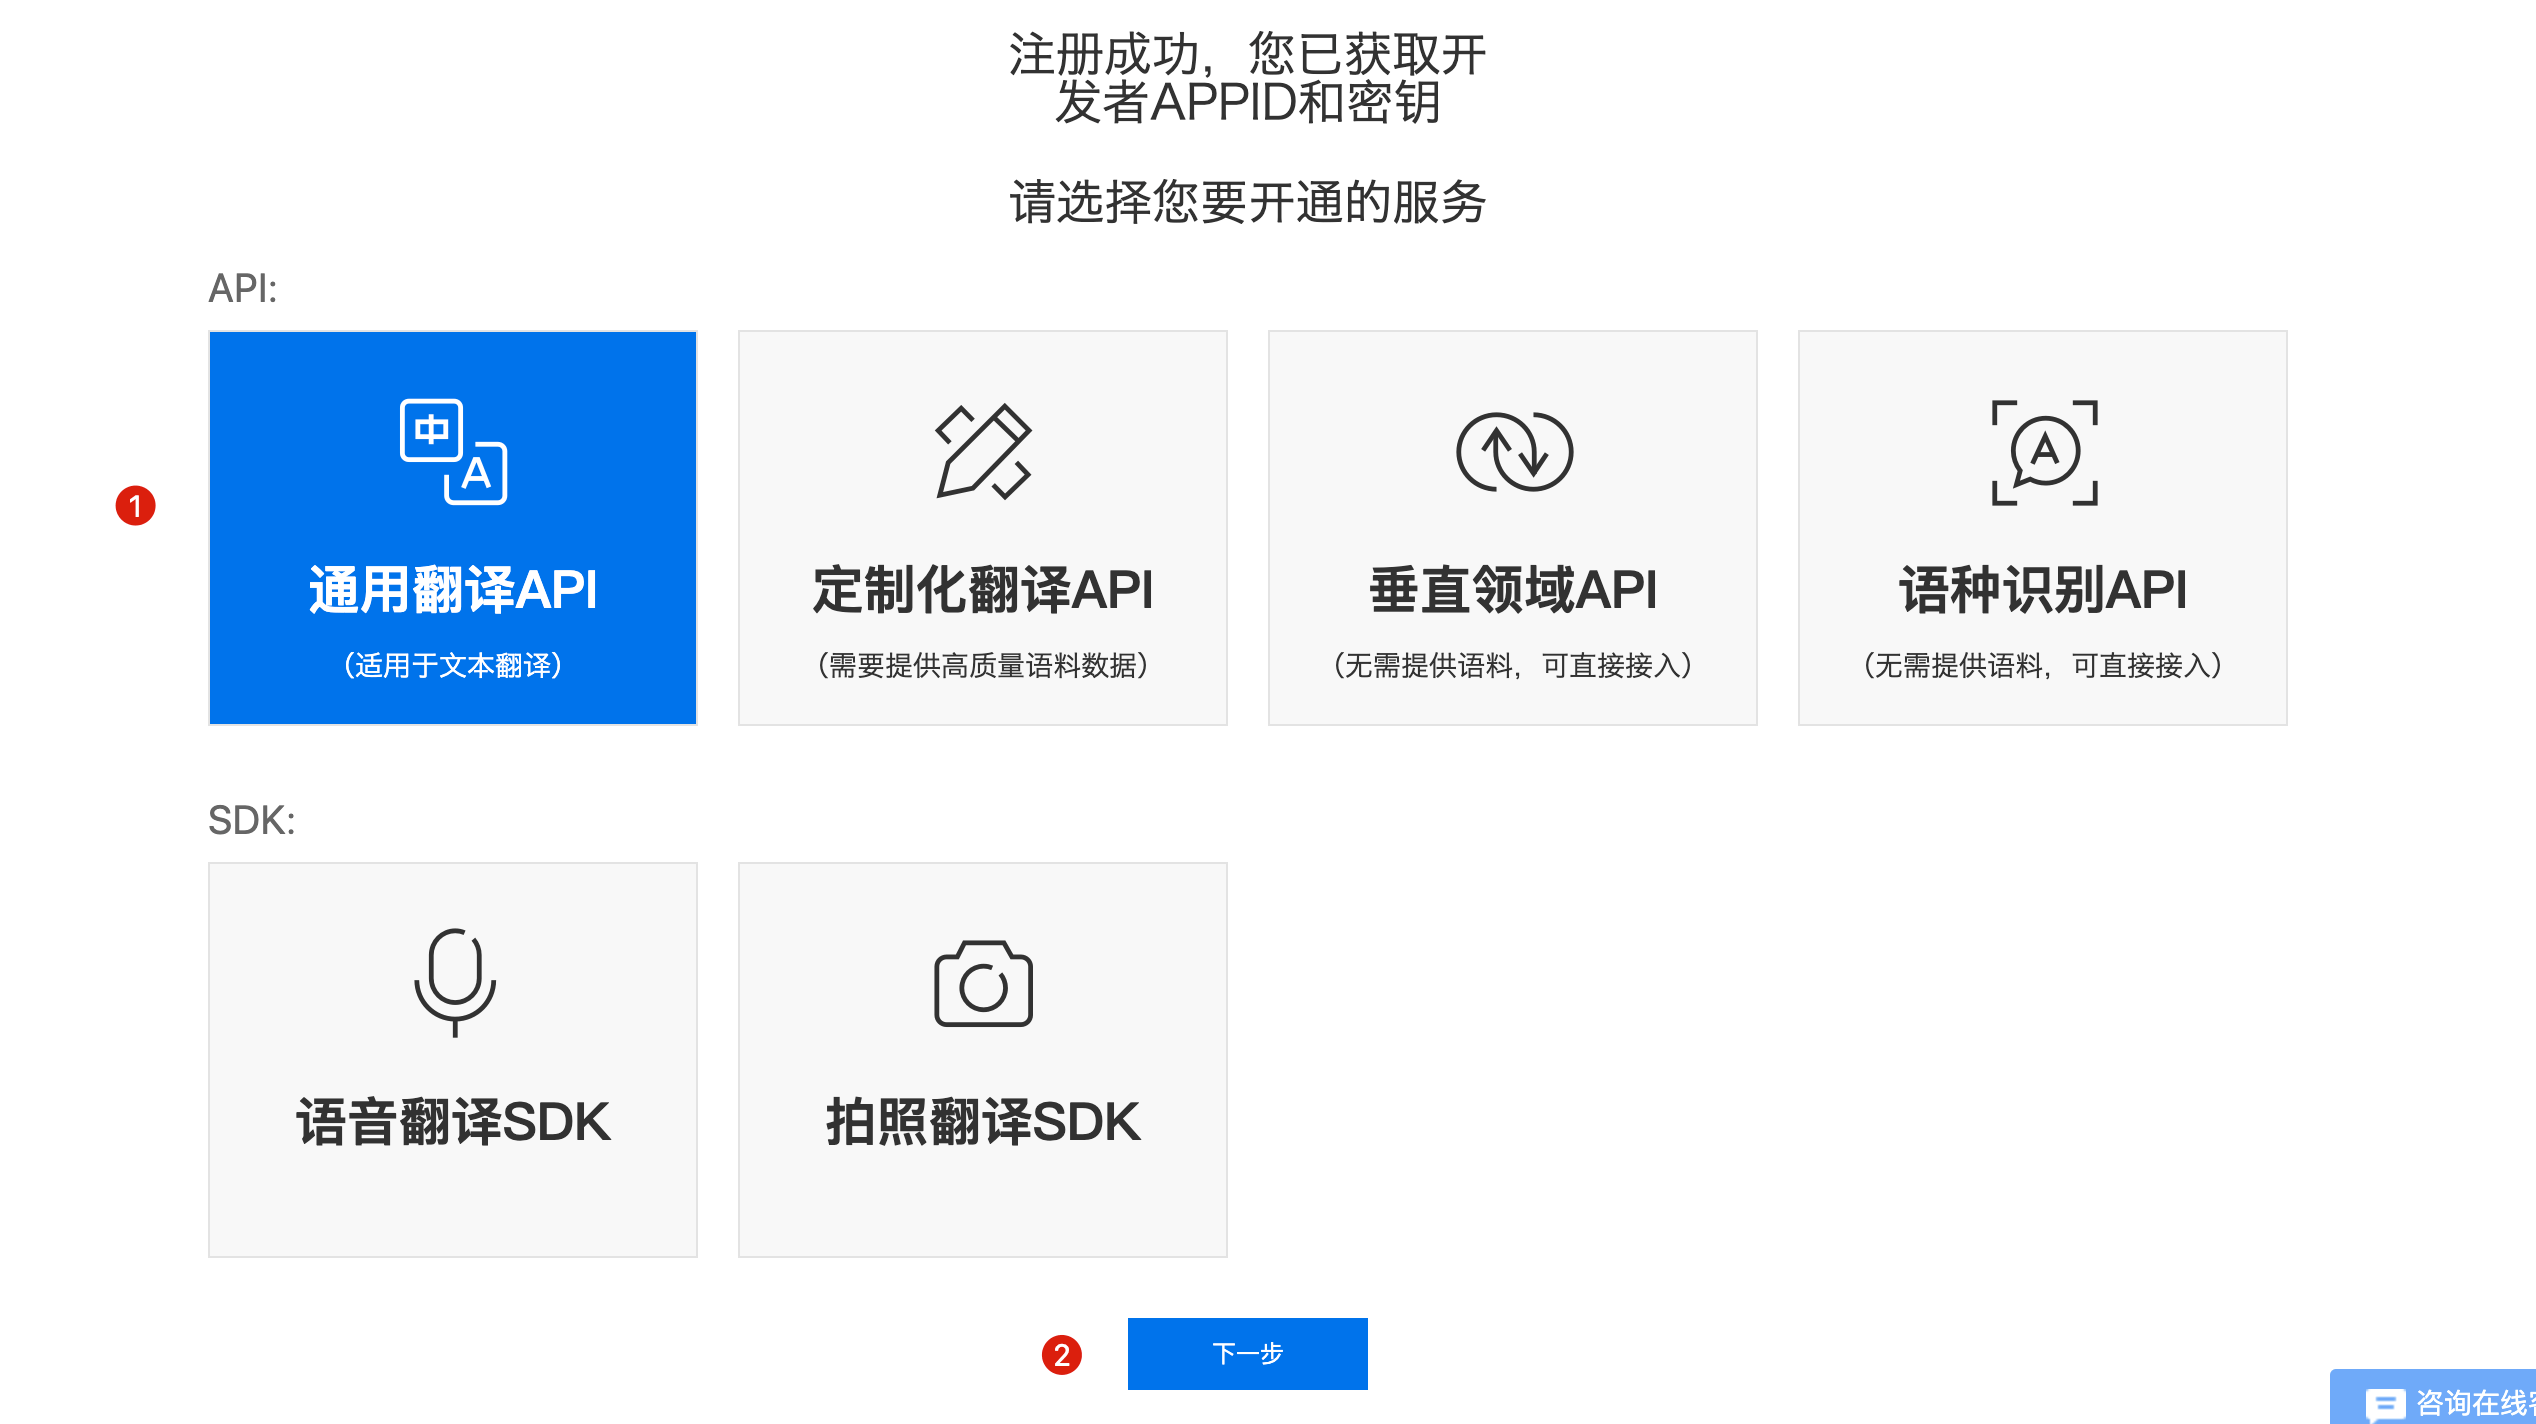 注册成功，您已获取开
发者APPID和密钥
请选择您要开通的服务
API:
中
A
A
1
通用翻译API
定制化翻译API
垂直领域API
语种识别API
（适用于文本翻译）
（需要提供高质量语料数据）
（无需提供语料，可直接接入）
（无需提供语料，可直接接入）
SDK:
语音翻译SDK
拍照翻译SDK
2
下一步
咨询在线